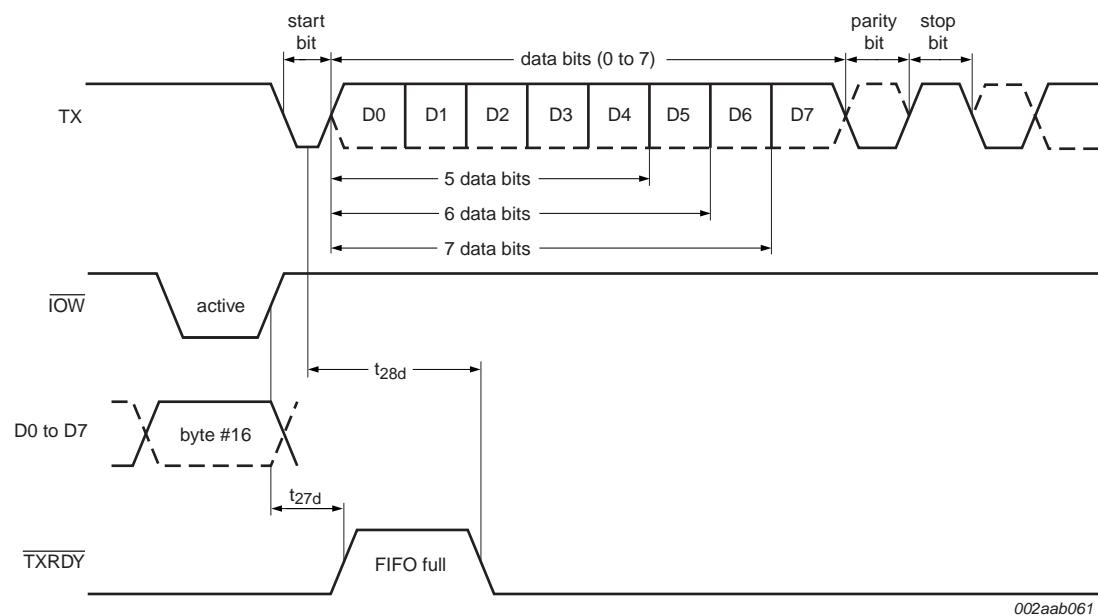 start bit
data bits (0 to 7)
parity bit
stop bit
TX
D0 D1 D2 D3 D4 D5 D6 D7
5 data bits
6 data bits
7 data bits
IOW
active
t28d
D0 to D7
byte #16
t27d
TXRDY
FIFO full
002aab061